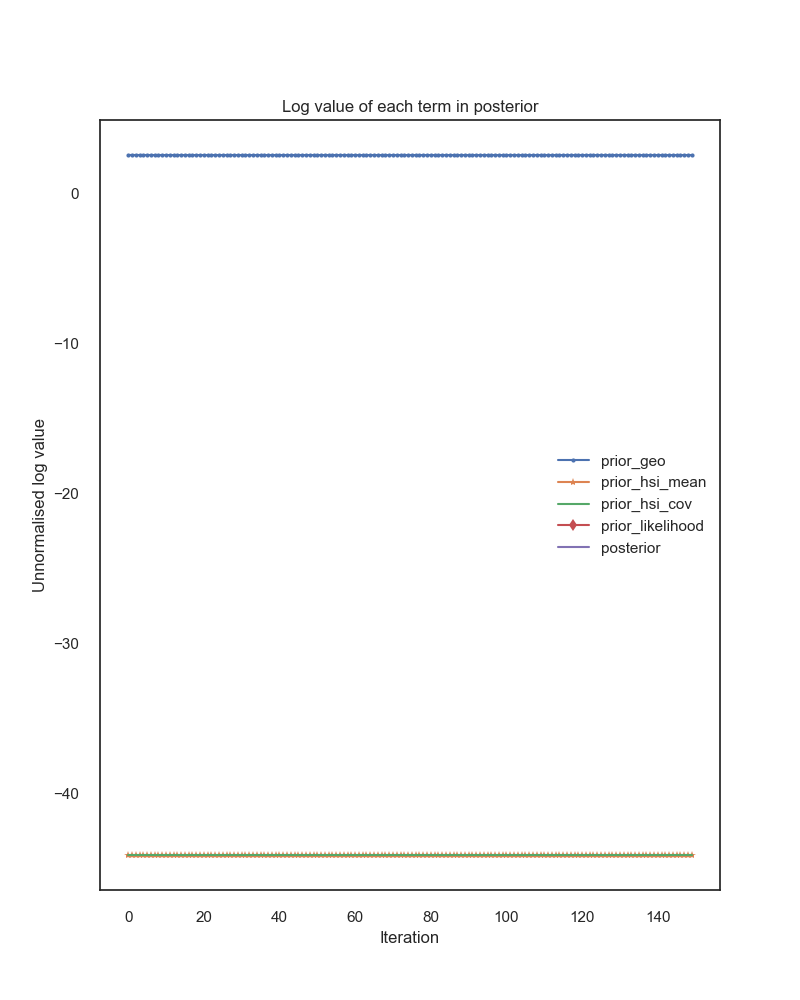 Log value of each term in posterior
Unnormalised log value
0
−10
−20
−30
−40
prior_geo
prior_hsi_mean
prior_hsi_cov
prior_likelihood
posterior
0 20 40 60 80 100 120 140
Iteration